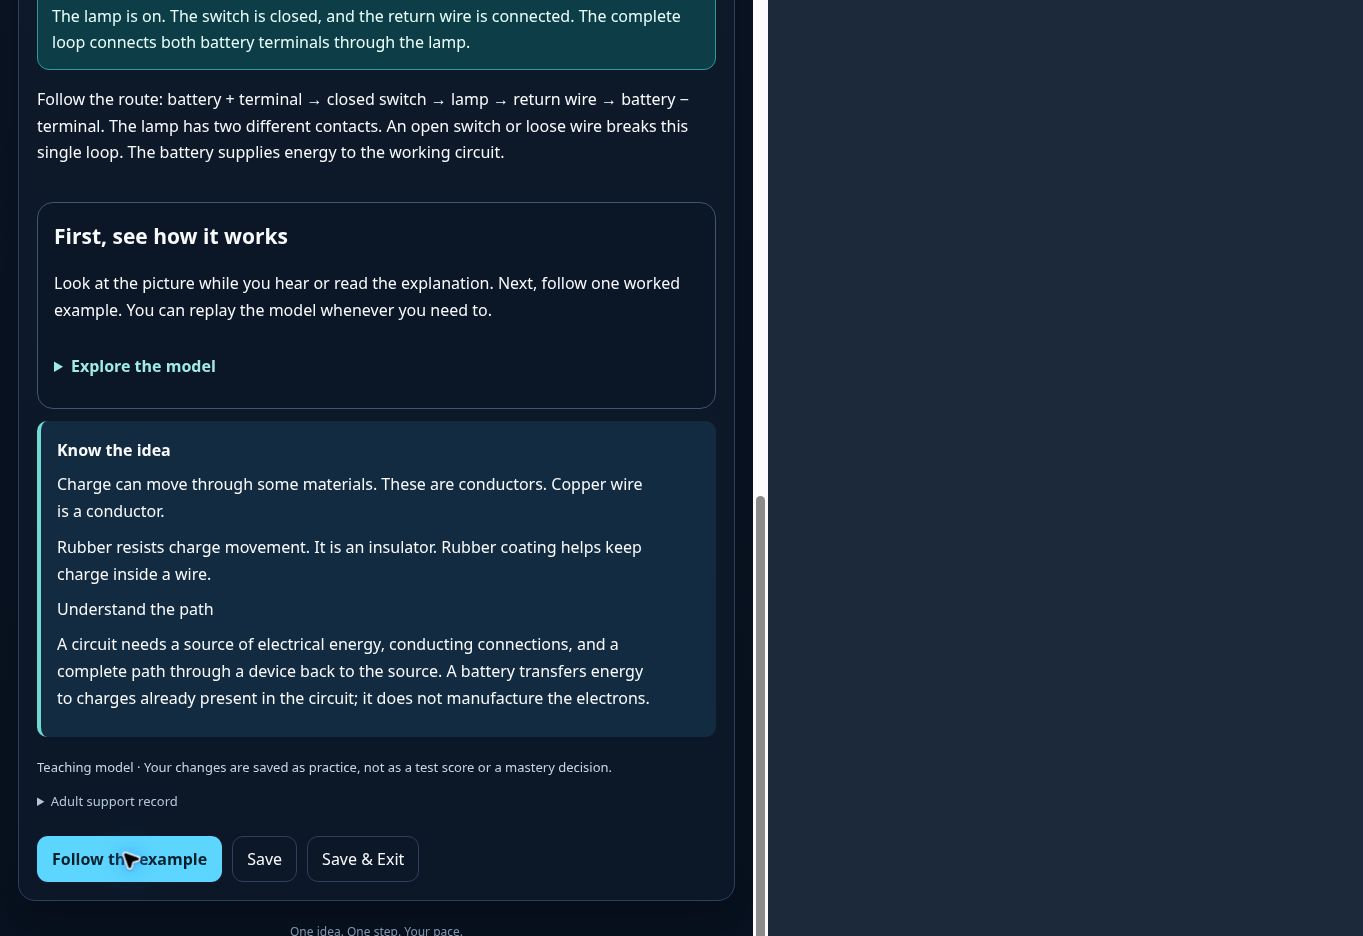 The lamp is on. The switch is closed, and the return wire is connected. The complete
loop connects both battery terminals through the lamp.
Follow the route: battery + terminal → closed switch → lamp → return wire → battery −
terminal. The lamp has two different contacts. An open switch or loose wire breaks this
single loop. The battery supplies energy to the working circuit.
First, see how it works
Look at the picture while you hear or read the explanation. Next, follow one worked
example. You can replay the model whenever you need to.
Explore the model
Know the idea
Charge can move through some materials. These are conductors. Copper wire
is a conductor.
Rubber resists charge movement. It is an insulator. Rubber coating helps keep
charge inside a wire.
Understand the path
A circuit needs a source of electrical energy, conducting connections, and a
complete path through a device back to the source. A battery transfers energy
to charges already present in the circuit; it does not manufacture the electrons.
Teaching model · Your changes are saved as practice, not as a test score or a mastery decision.
Adult support record
Follow the example
Save
Save & Exit
One idea. One step. Your pace.